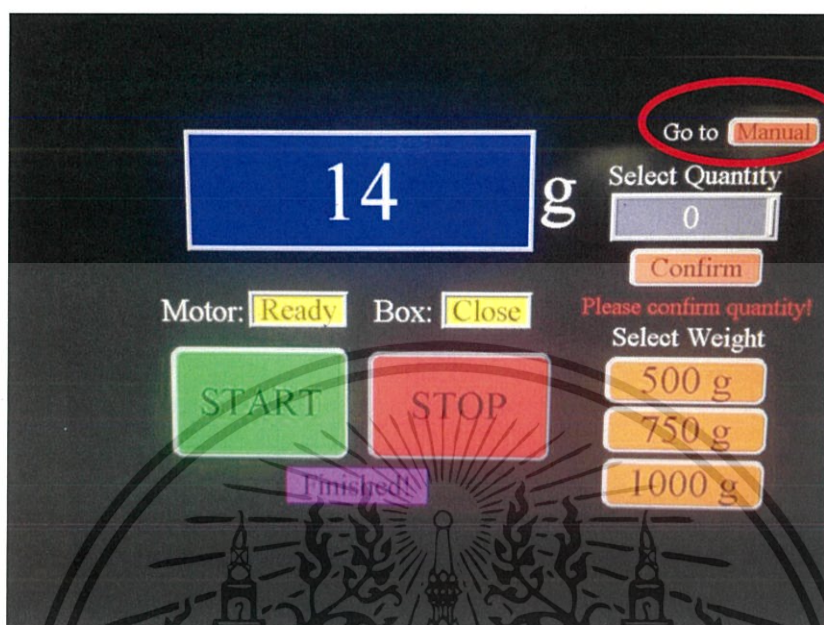 Go to Manual
14 g
Select Quantity
0
Confirm
Please confirm quantity!
Motor: Ready Box: Close
Select Weight
START STOP
500 g
750 g
1000 g
Finished!